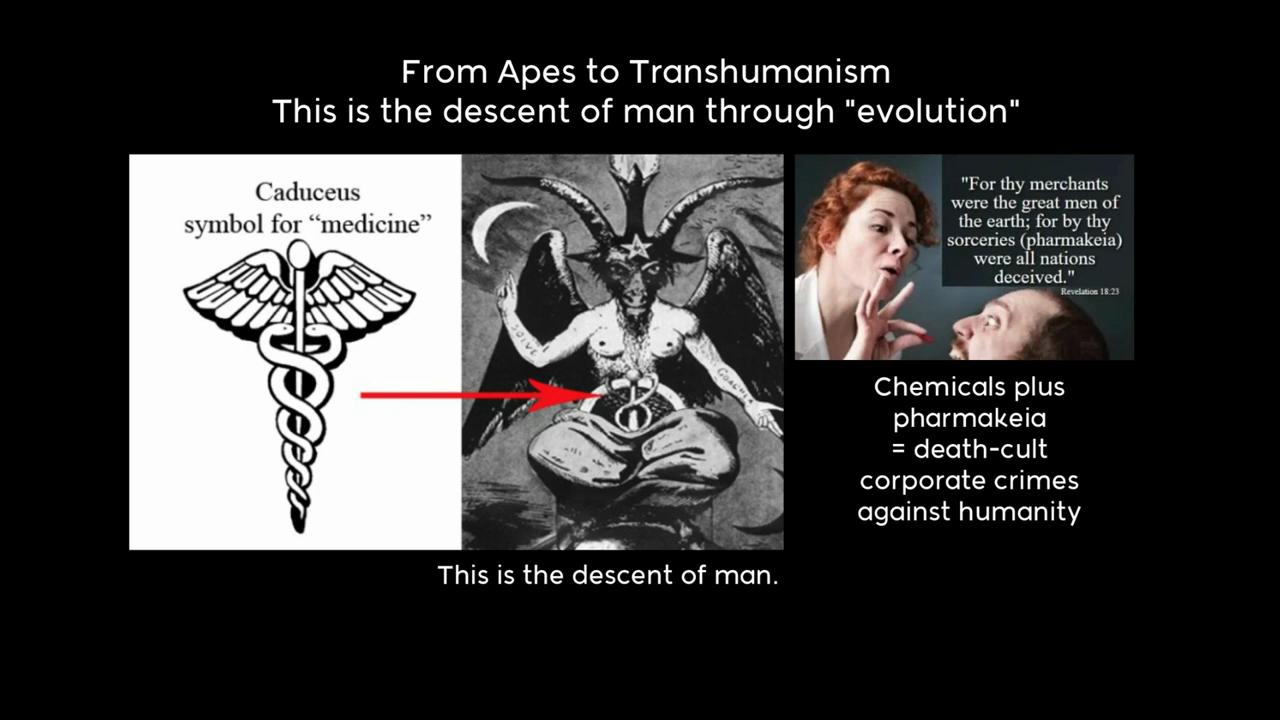 From Apes to Transhumanism
This is the descent of man through "evolution"
Caduceus
symbol for “medicine”
SOLVE
"For thy merchants
were the great men of
the earth; for by thy
sorceries (pharmakeia)
were all nations
deceived."
Revelation 18:23
Chemicals plus
pharmakeia
= death-cult
corporate crimes
against humanity
This is the descent of man.